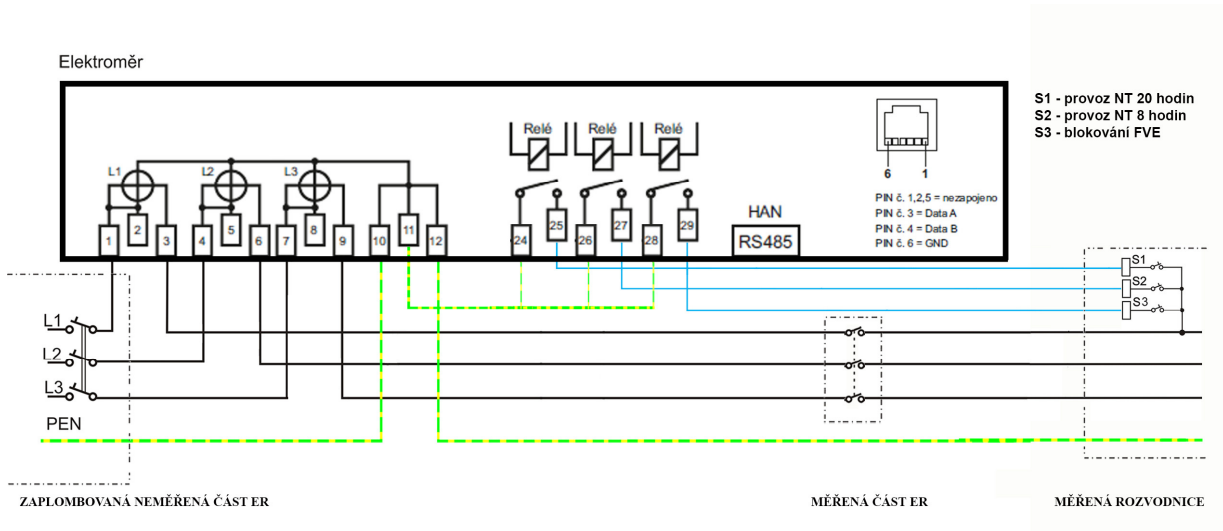 Elektroměr
S1 - provoz NT 20 hodin
S2 - provoz NT 8 hodin
S3 - blokování FVE
Relé Relé Relé
L1 L2 L3
6 1
PIN č. 1,2,5 = nezapojeno
PIN č. 3 = Data A
PIN č. 4 = Data B
PIN č. 6 = GND
HAN
RS485
1 2 3 4 5 6 7 8 9 10 11 12 24 25 26 27 28 29
S1
S2
S3
L1
L2
L3
PEN
ZAPLOMBOVANÁ NEMĚŘENÁ ČÁST ER
MĚŘENÁ ČÁST ER
MĚŘENÁ ROZVODNICE